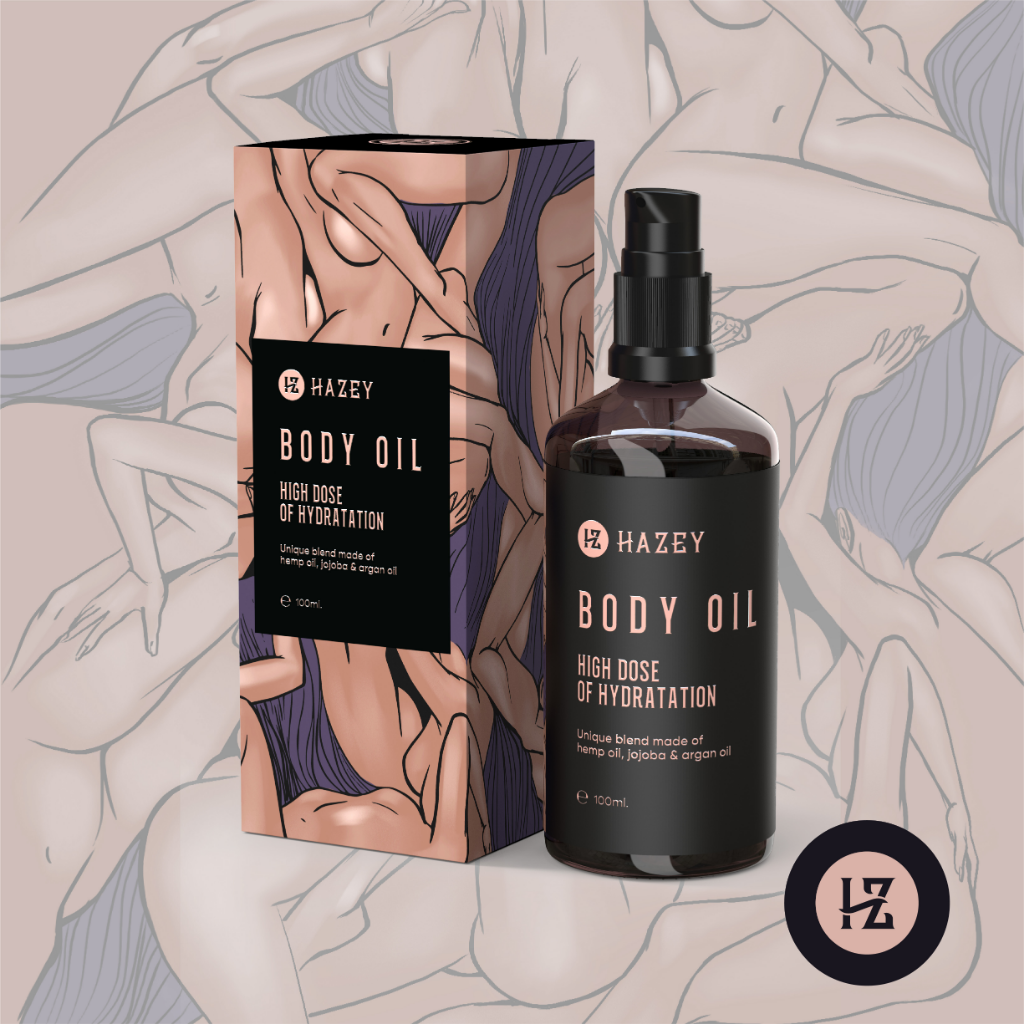 HZ HAZEY
BODY OIL
HIGH DOSE
OF HYDRATATION
Unique blend made of
hemp oil, jojoba & argan oil
℮ 100ml.
HZ HAZEY
BODY OIL
HIGH DOSE
OF HYDRATATION
Unique blend made of
hemp oil, jojoba & argan oil
℮ 100ml.
HZ